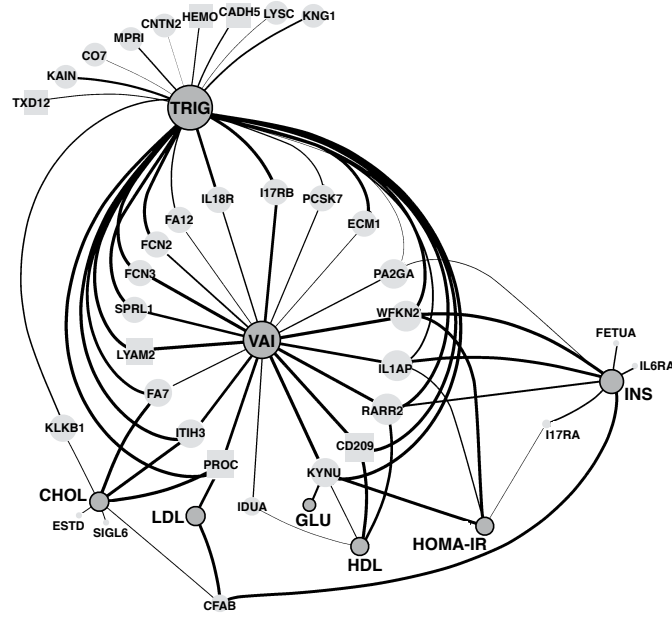 HEMO
CADH5
LYSC
KNG1
CNTN2
MPRI
CO7
KAIN
TXD12
TRIG
IL18R
I17RB
PCSK7
FA12
ECM1
FCN2
FCN3
PA2GA
SPRL1
WFKN2
VAI
FETUA
LYAM2
IL1AP
IL6RA
INS
FA7
RARR2
KLKB1
ITIH3
I17RA
CD209
PROC
KYNU
CHOL
IDUA
LDL
GLU
ESTD
SIGL6
HOMA-IR
HDL
CFAB